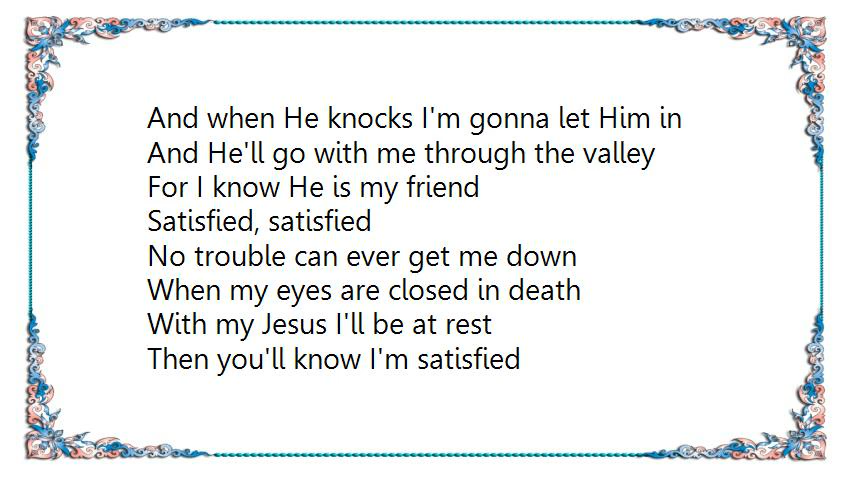 And when He knocks I'm gonna let Him in
And He'll go with me through the valley
For I know He is my friend
Satisfied, satisfied
No trouble can ever get me down
When my eyes are closed in death
With my Jesus I'll be at rest
Then you'll know I'm satisfied